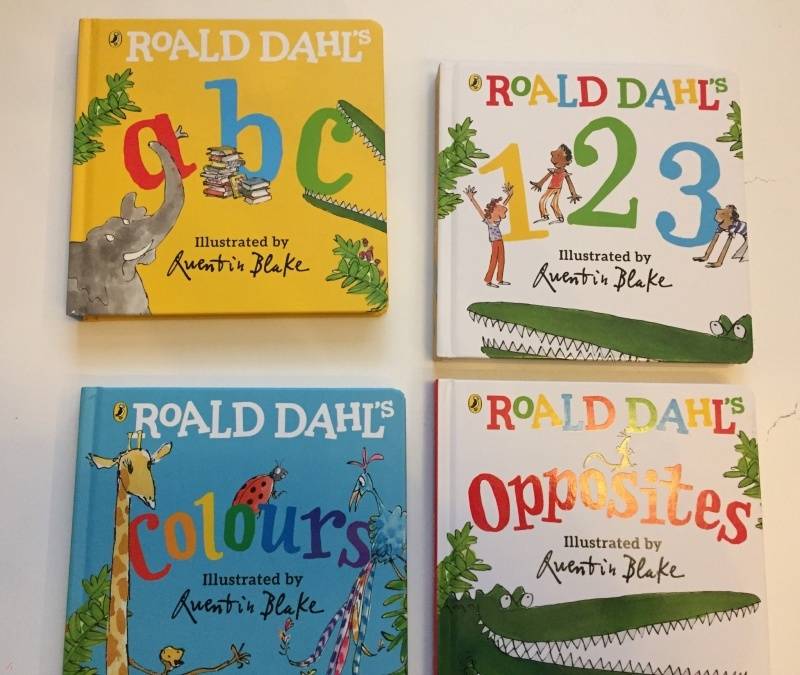 ROALD DAHL'S
abc
Illustrated by
Quentin Blake
ROALD DAHL'S
123
Illustrated by
Quentin Blake
ROALD DAHL'S
Colours
Illustrated by
Quentin Blake
ROALD DAHL'S
Opposites
Illustrated by
Quentin Blake